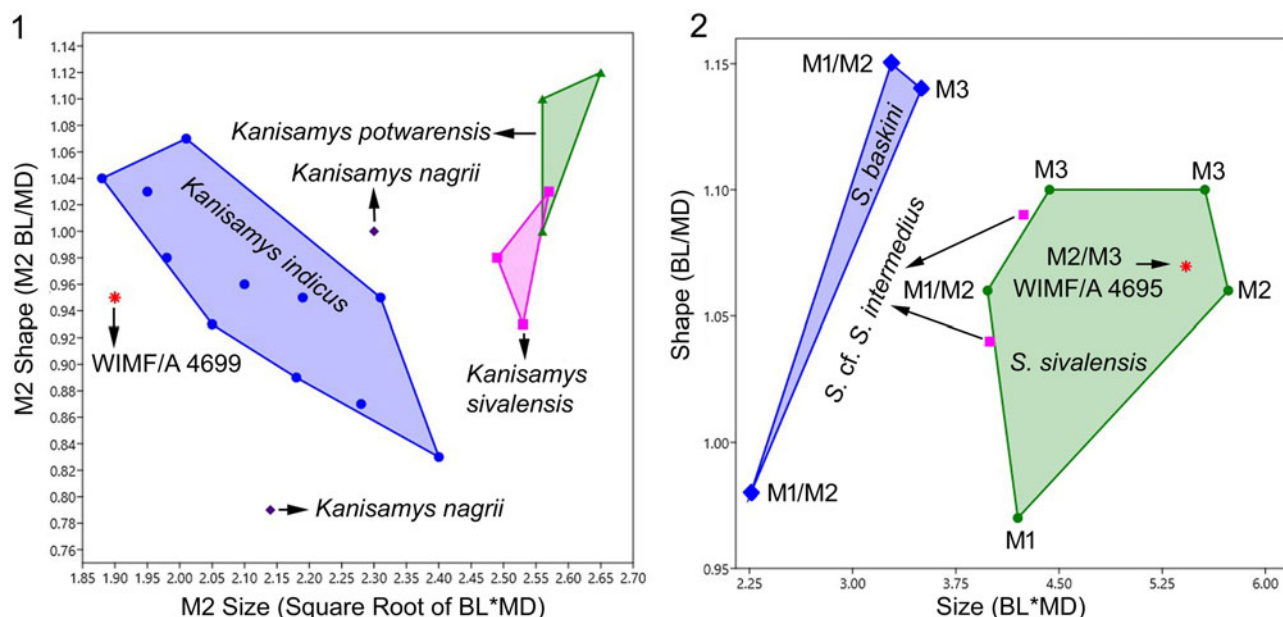 1
M2 Shape (M2 BL/MD)
1.14
1.12
1.10
1.08
1.06
1.04
1.02
1.00
0.98
0.96
0.94
0.92
0.90
0.88
0.86
0.84
0.82
0.80
0.78
0.76
Kanisamys potwarensis
Kanisamys nagrii
Kanisamys indicus
WIMF/A 4699
Kanisamys
sivalensis
Kanisamys nagrii
1.85 1.90 1.95 2.00 2.05 2.10 2.15 2.20 2.25 2.30 2.35 2.40 2.45 2.50 2.55 2.60 2.65 2.70
M2 Size (Square Root of BL*MD)
2
Shape (BL/MD)
1.15
1.10
1.05
1.00
0.95
M1/M2
M3
S. baskini
S. cf. S. intermedius
M3
M3
M2/M3
WIMF/A 4695
M1/M2
M2
S. sivalensis
M1/M2
M1
2.25 3.00 3.75 4.50 5.25 6.00
Size (BL*MD)